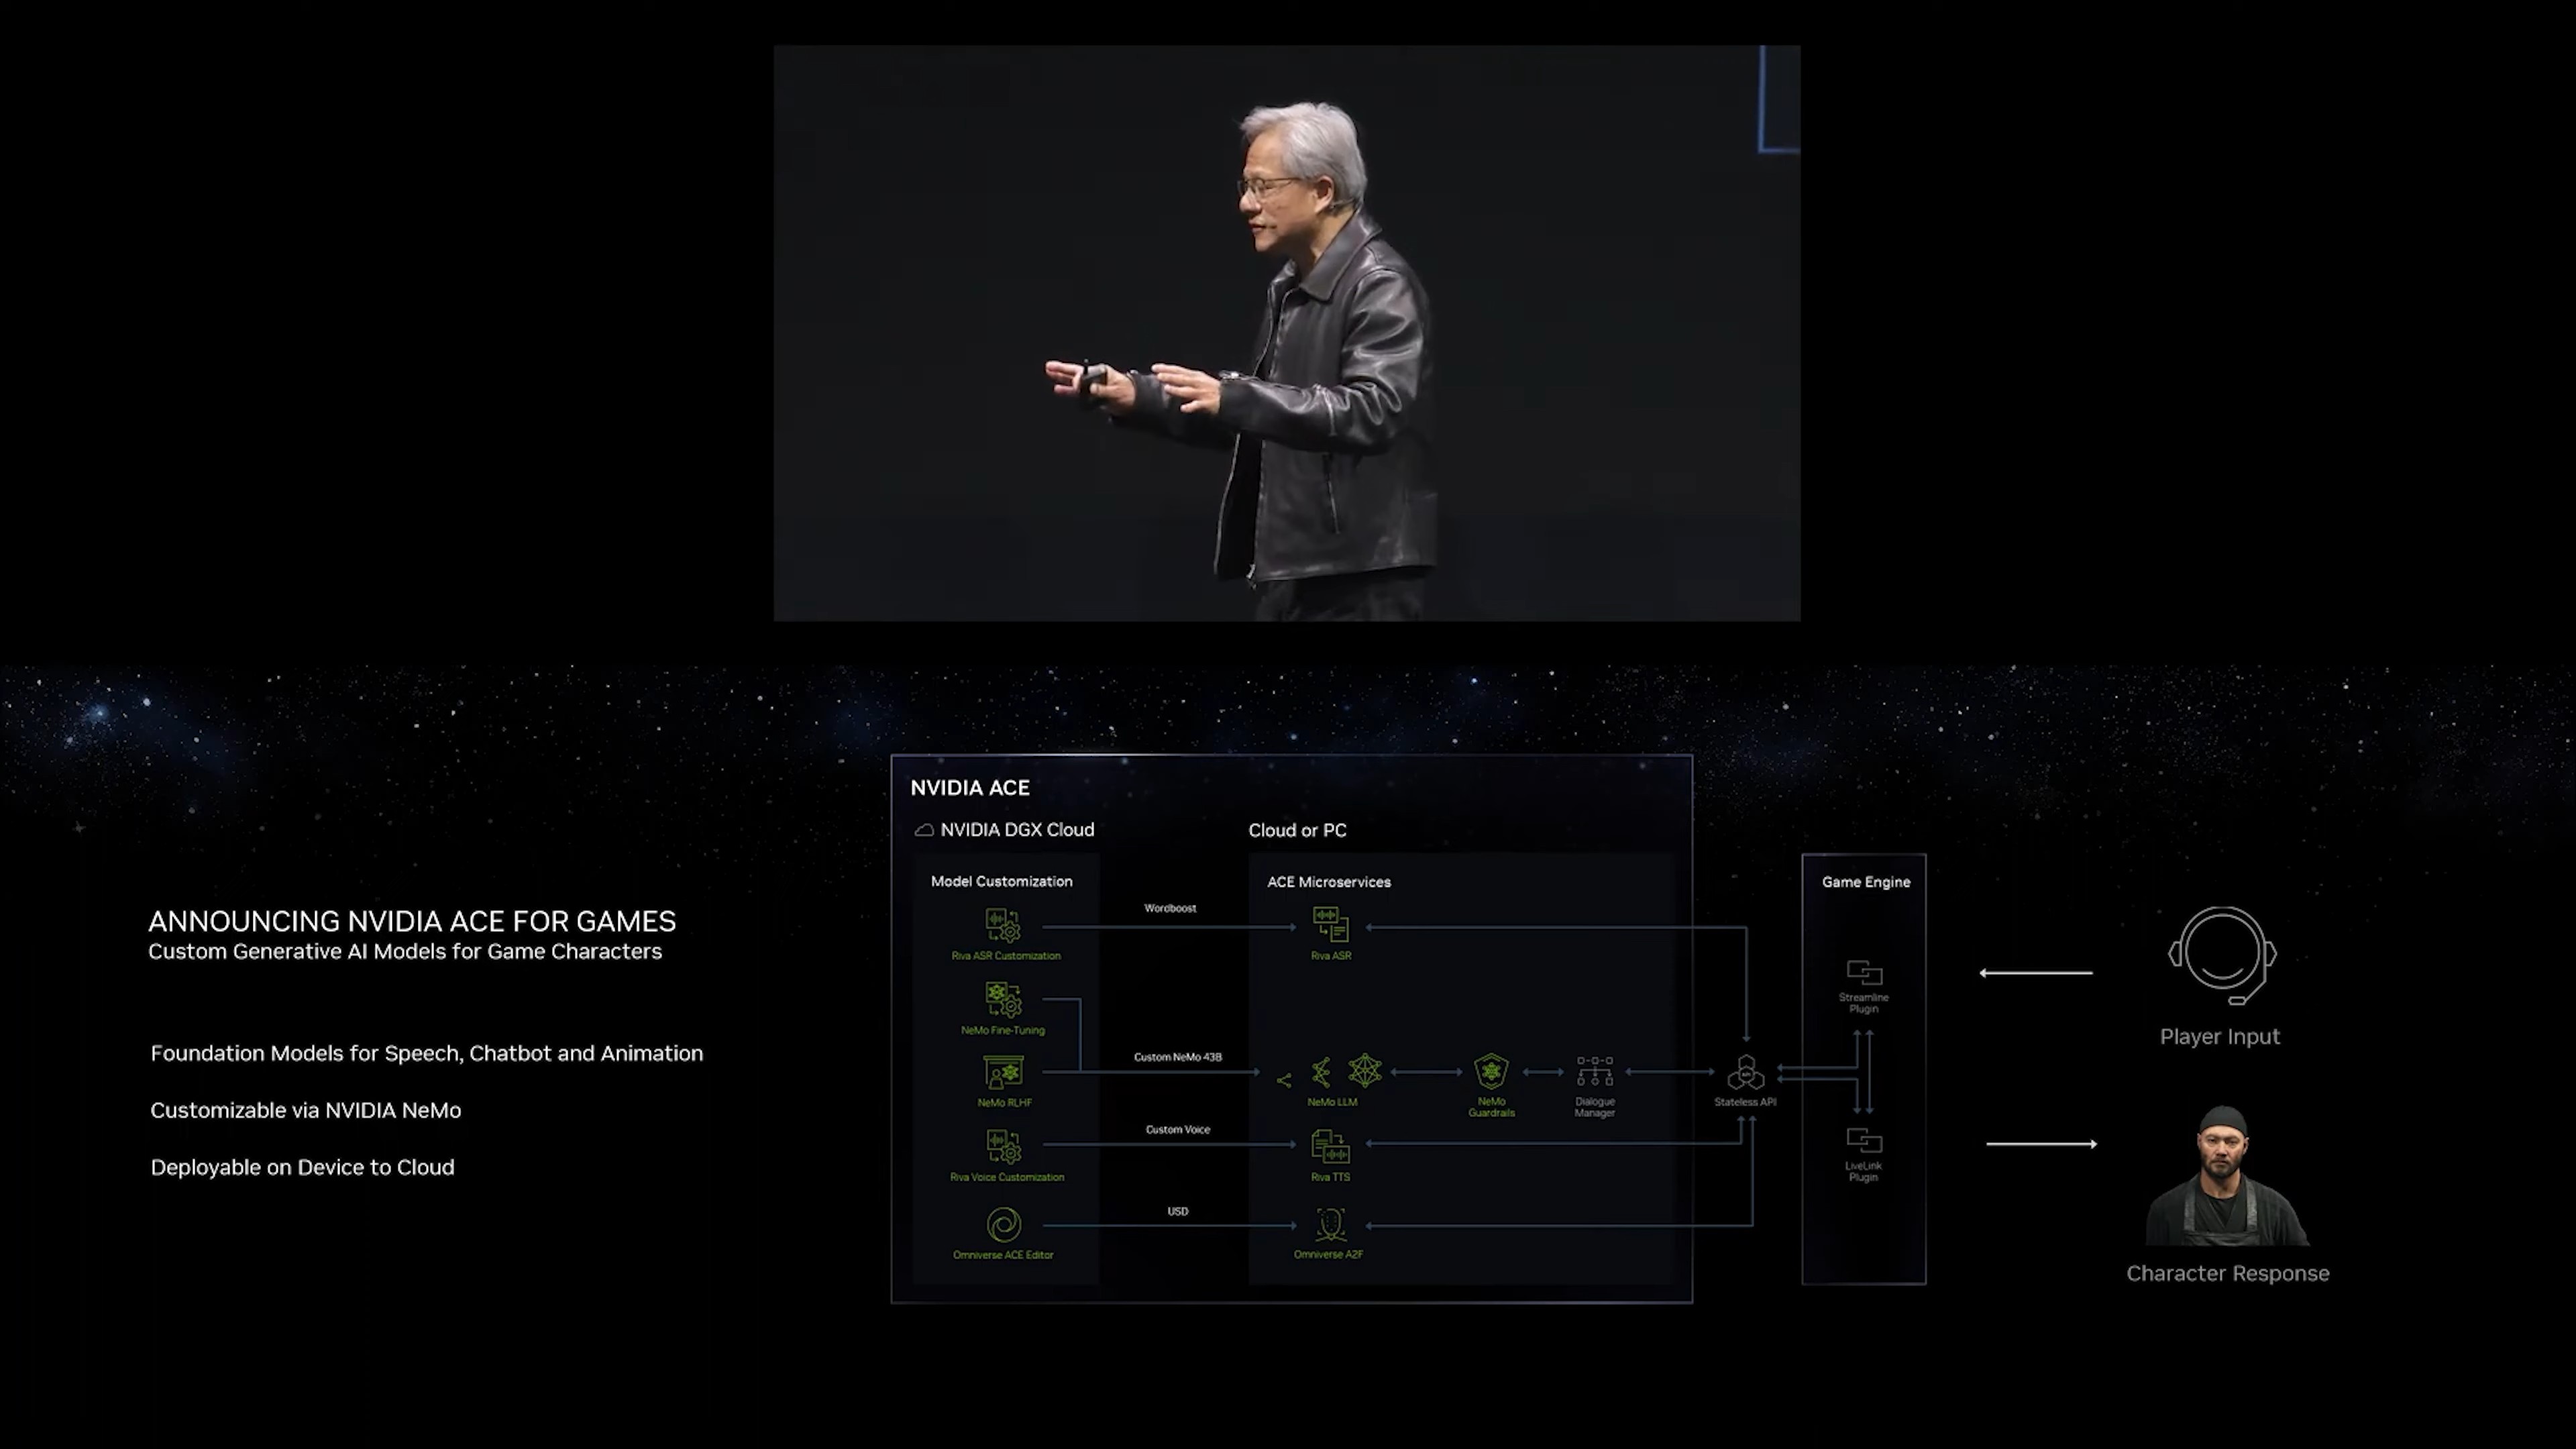 ANNOUNCING NVIDIA ACE FOR GAMES
Custom Generative AI Models for Game Characters
Foundation Models for Speech, Chatbot and Animation
Customizable via NVIDIA NeMo
Deployable on Device to Cloud
NVIDIA ACE
NVIDIA DGX Cloud
Model Customization
Riva ASR Customization
NeMo Fine-Tuning
NeMo RLHF
Riva Voice Customization
Omniverse ACE Editor
Wordboost
Custom NeMo 43B
Custom Voice
USD
Cloud or PC
ACE Microservices
Riva ASR
NeMo LLM
NeMo
Guardrails
Dialogue
Manager
Riva TTS
Omniverse A2F
Stateless API
Game Engine
Streamline
Plugin
LiveLink
Plugin
Player Input
Character Response